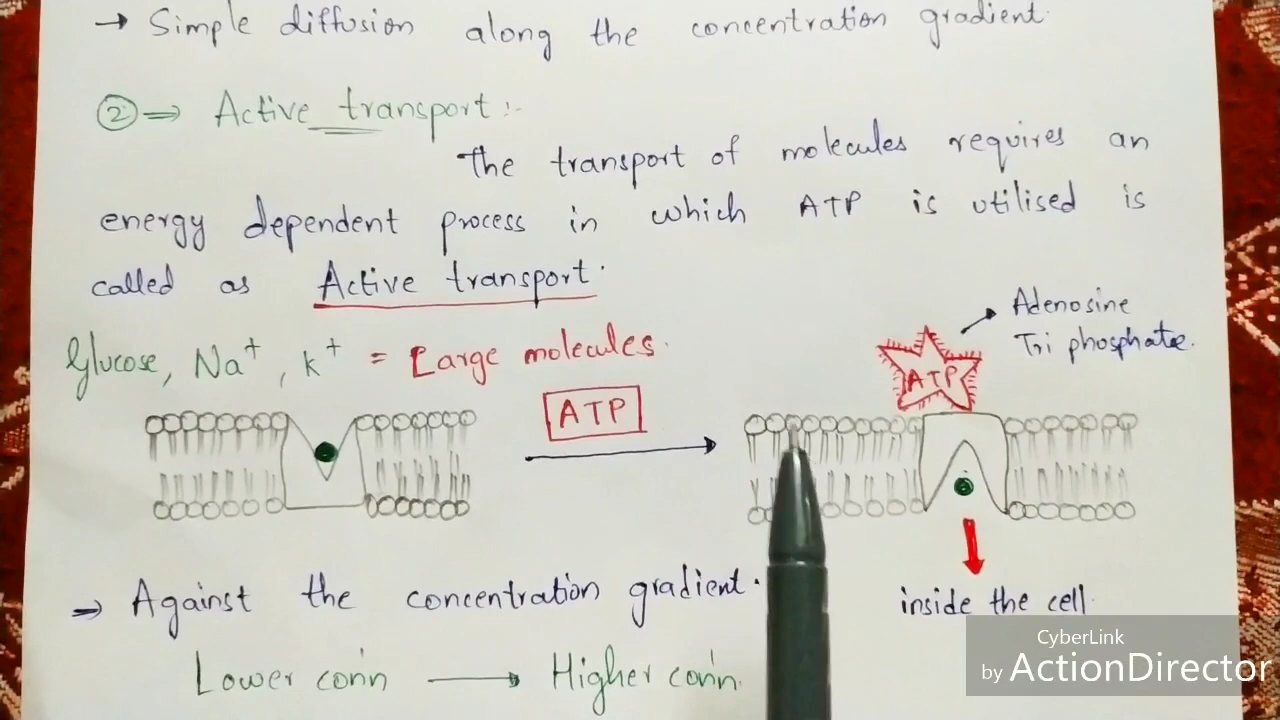 → Simple diffusion along the concentration gradient.
② ⇒ Active transport :-
The transport of molecules requires an
energy dependent process in which ATP is utilised is
called as Active transport.
Glucose, Na⁺, K⁺ = Large molecules.
ATP
Adenosine
Tri phosphate.
ATP
⇒ Against the concentration gradient.
inside the cell.
Lower con'n → Higher con'n.
CyberLink
by ActionDirector